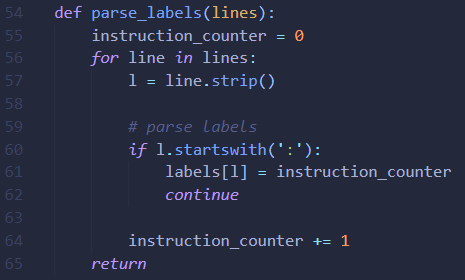 54 def parse_labels(lines):
55     instruction_counter = 0
56     for line in lines:
57         l = line.strip()
58
59         # parse labels
60         if l.startswith(':'):
61             labels[l] = instruction_counter
62             continue
63
64         instruction_counter += 1
65     return